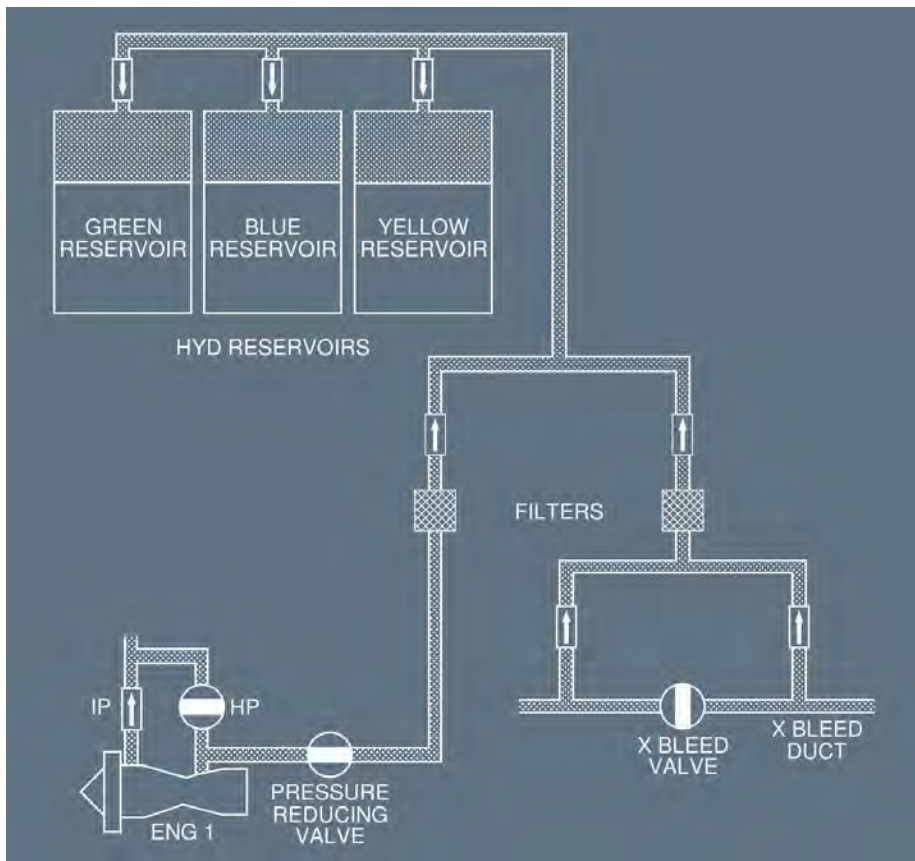 GREEN
RESERVOIR
BLUE
RESERVOIR
YELLOW
RESERVOIR
HYD RESERVOIRS
FILTERS
IP
HP
X BLEED
VALVE
X BLEED
DUCT
PRESSURE
REDUCING
VALVE
ENG 1